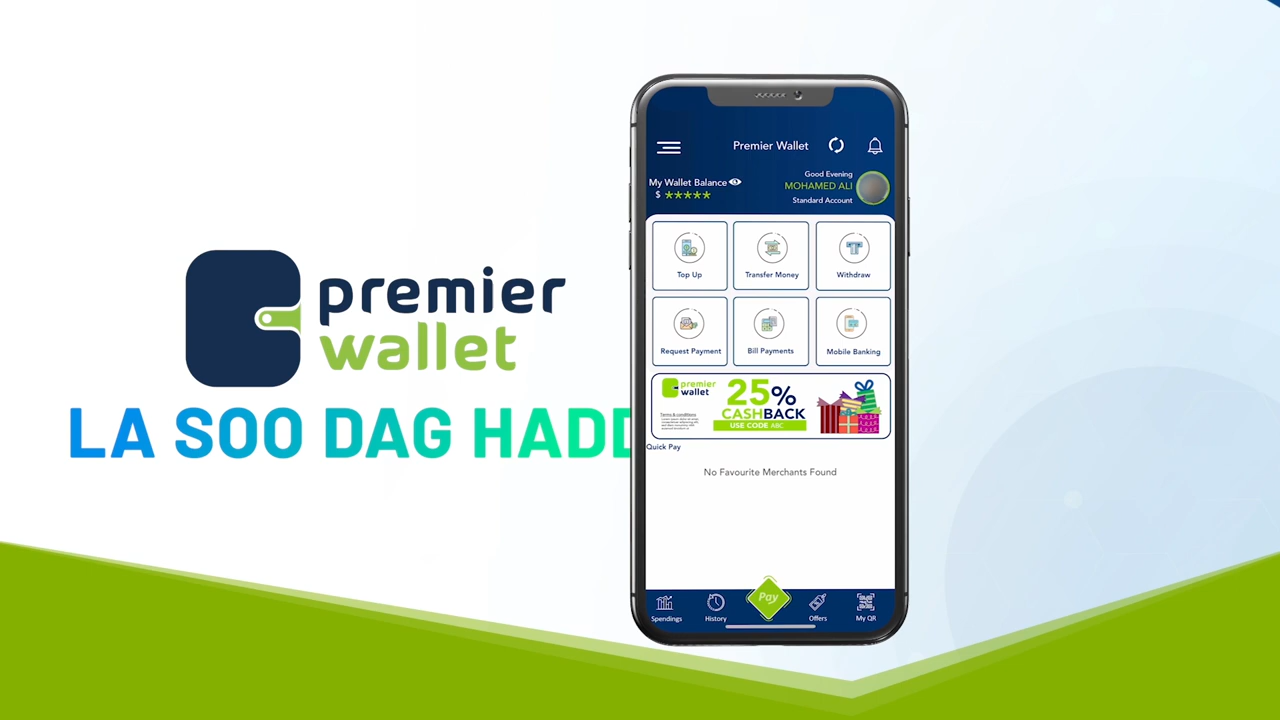 premier
wallet
LA SOO DAG HADD
Premier Wallet
My Wallet Balance
$ *****
Good Evening
MOHAMED ALI
Standard Account
Top Up
Transfer Money
Withdraw
Request Payment
Bill Payments
Mobile Banking
premier
wallet
Terms & conditions
25%
CASHBACK
USE CODE ABC
Quick Pay
No Favourite Merchants Found
Spendings
History
Pay
Offers
My QR